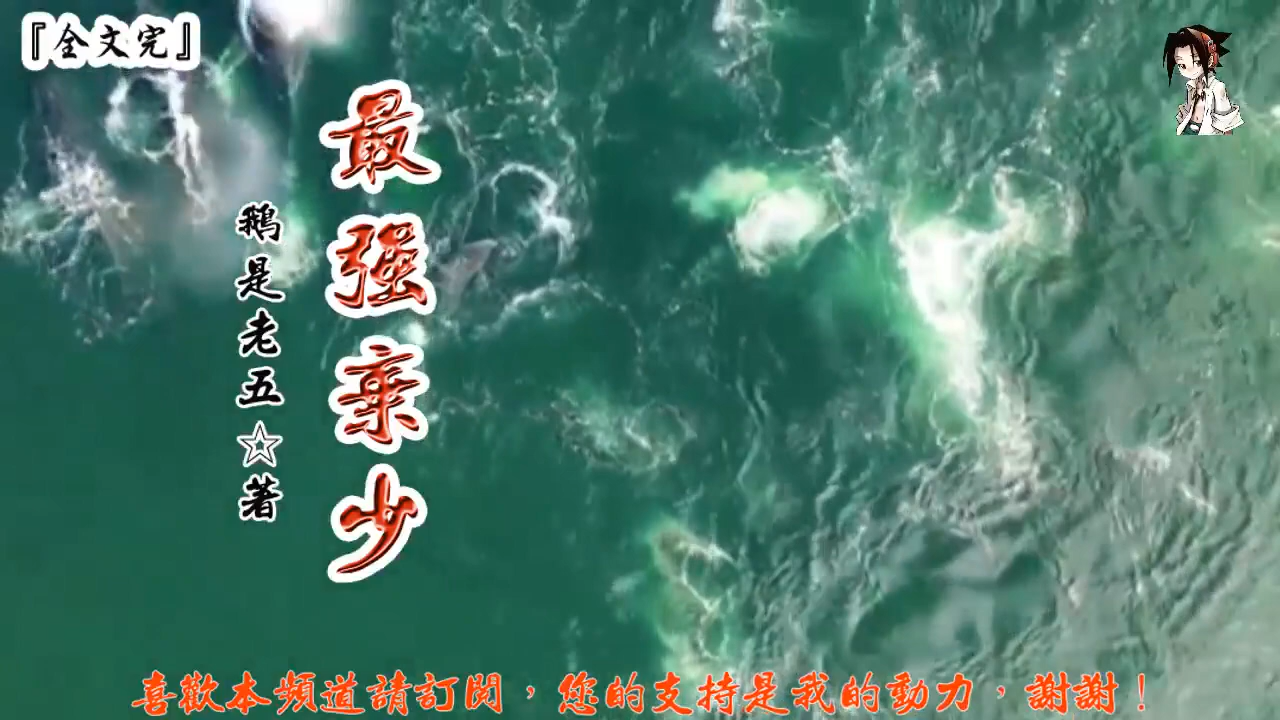 『全文完』
最強棄少
鵝是老五☆著
喜歡本頻道請訂閱，您的支持是我的動力，謝謝！